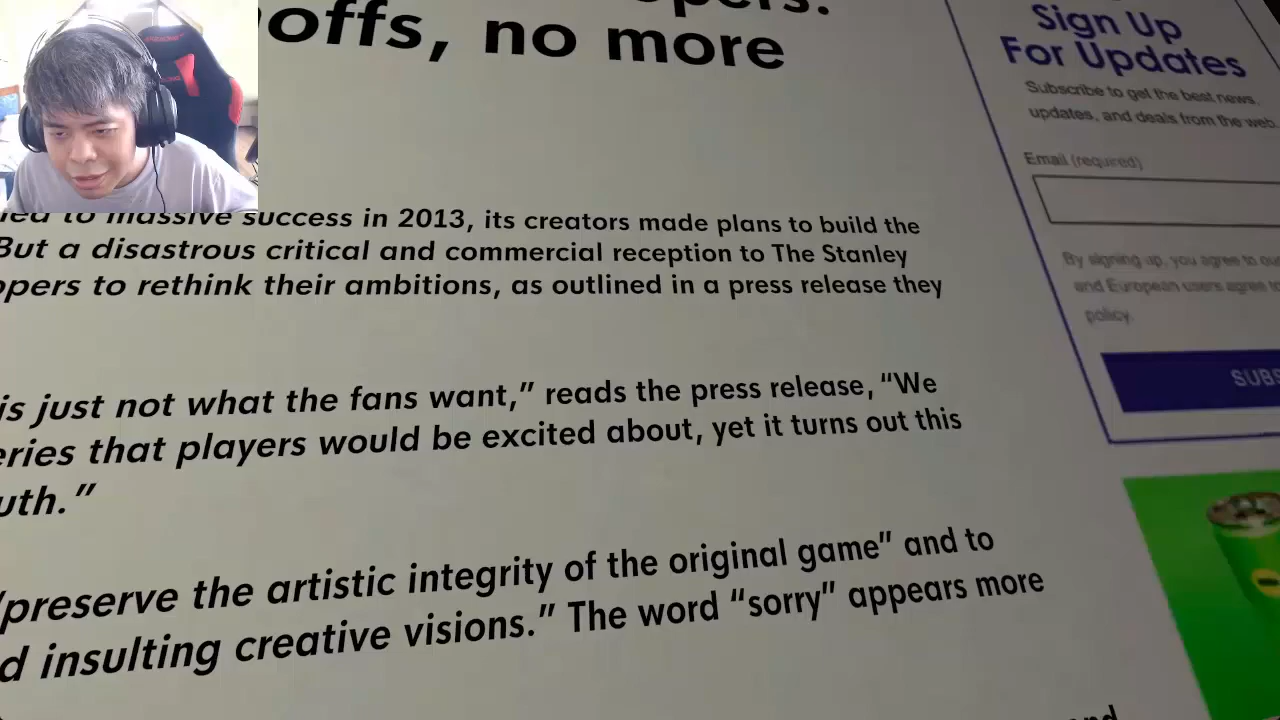 offs, no more
to massive success in 2013, its creators made plans to build the
But a disastrous critical and commercial reception to The Stanley
to rethink their ambitions, as outlined in a press release they
is just not what the fans want,” reads the press release, “We
that players would be excited about, yet it turns out this
“preserve the artistic integrity of the original game” and to
insulting creative visions.” The word “sorry” appears more
Sign Up
For Updates
Subscribe to get the best news,
updates, and deals from the web.
Email (required)
By signing up, you agree to
and European users agree
policy.